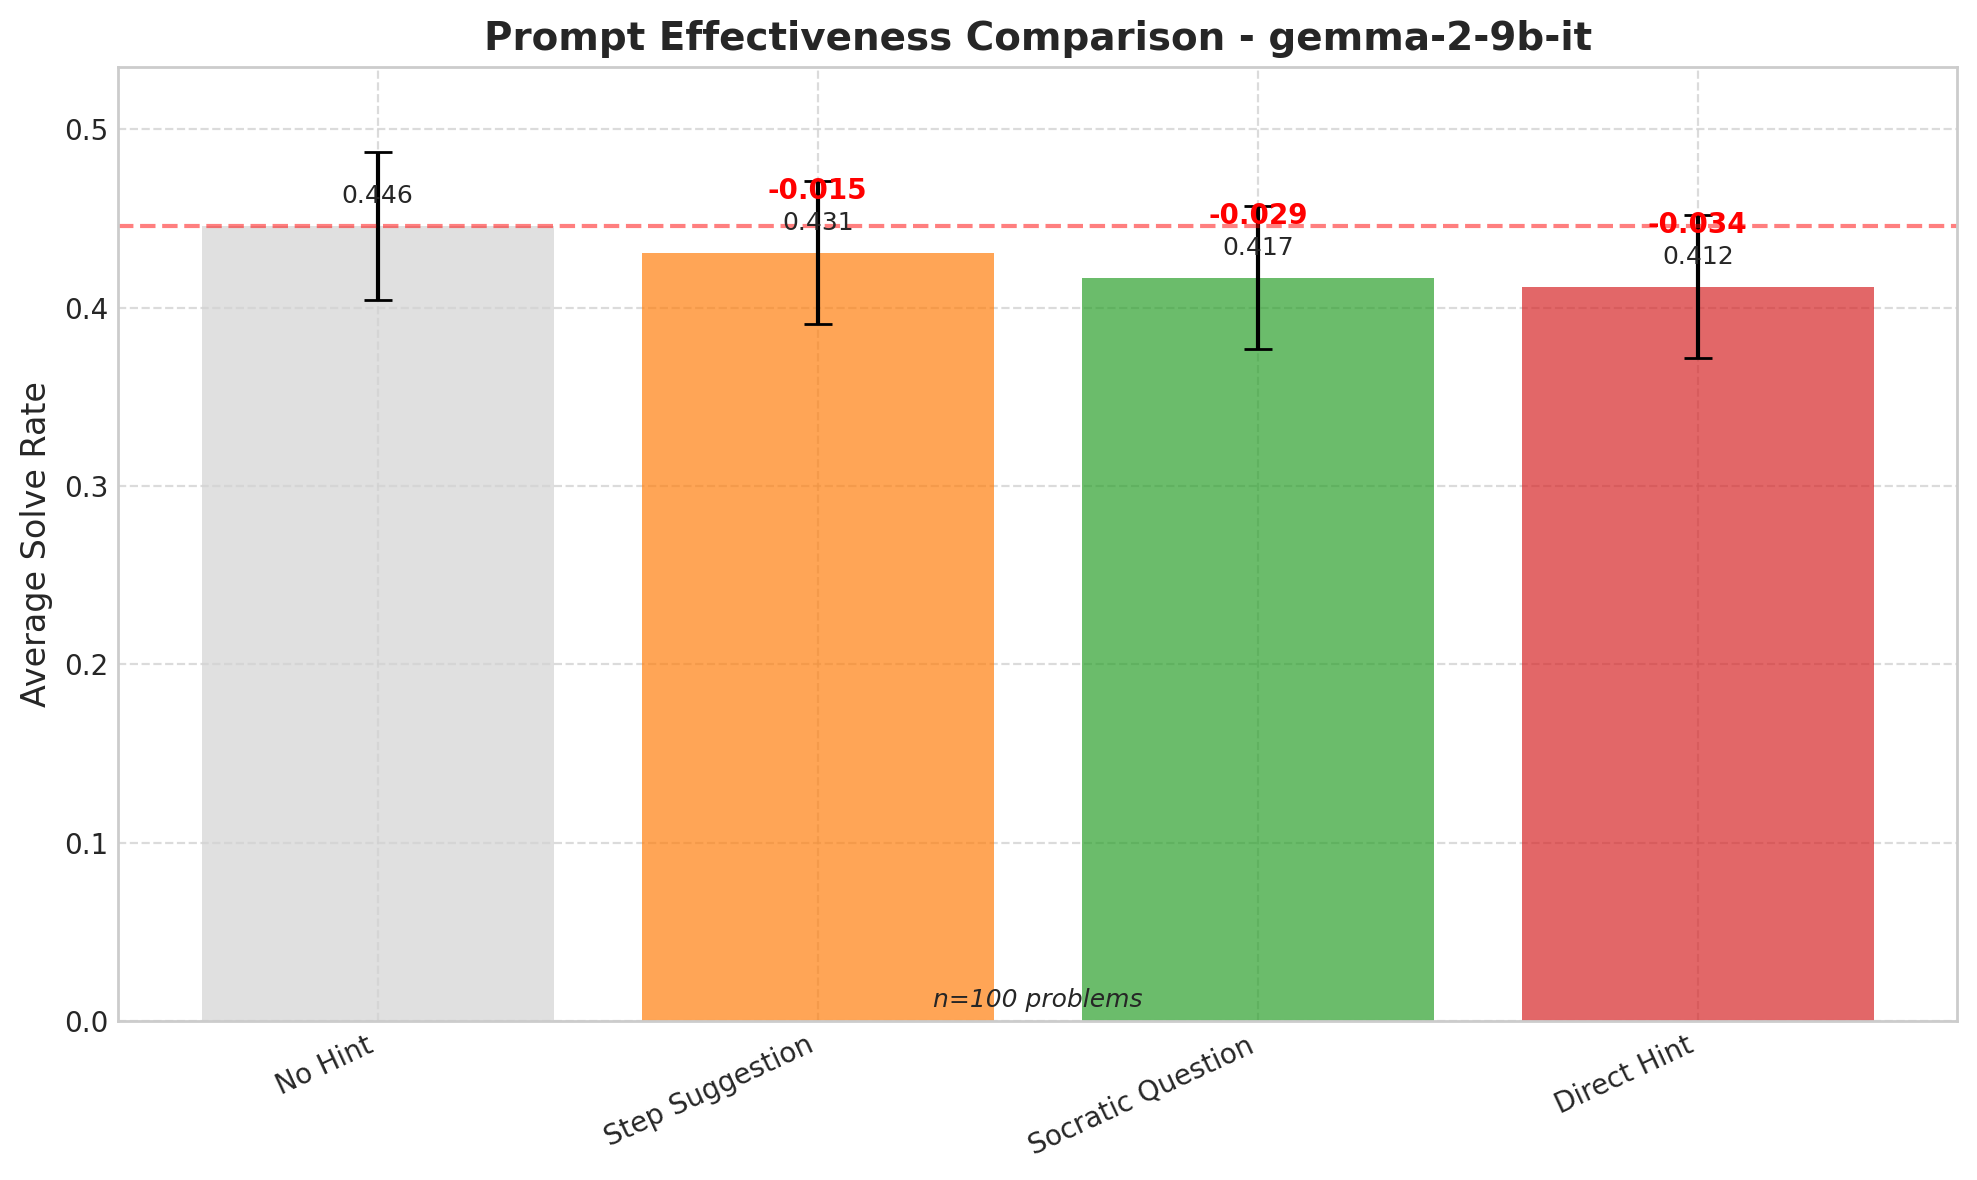 Prompt Effectiveness Comparison - gemma-2-9b-it
Average Solve Rate
0.5
0.4
0.3
0.2
0.1
0.0
0.446
-0.015
0.431
-0.029
0.417
-0.034
0.412
n=100 problems
No Hint
Step Suggestion
Socratic Question
Direct Hint